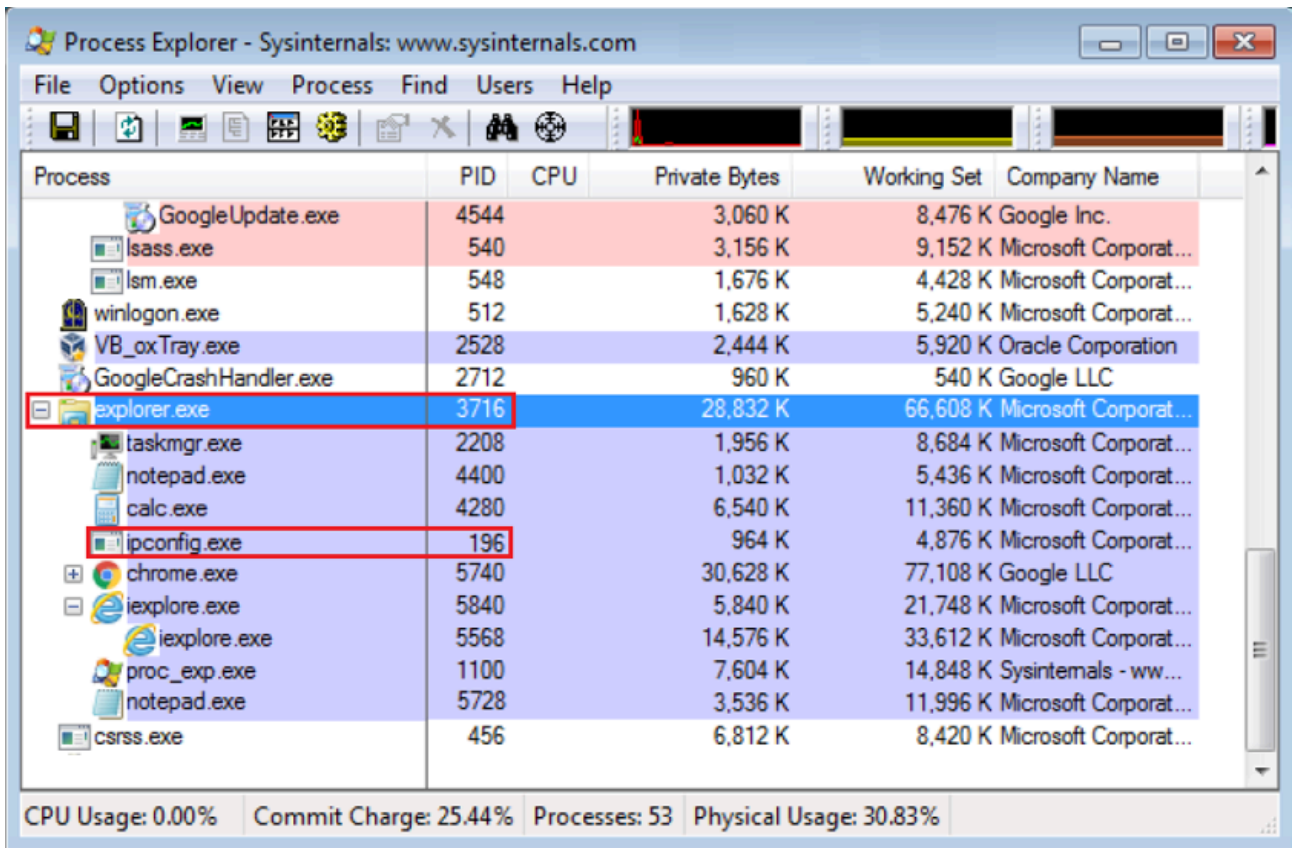 Process Explorer - Sysinternals: www.sysinternals.com
File Options View Process Find Users Help
Process PID CPU Private Bytes Working Set Company Name
GoogleUpdate.exe 4544 3,060 K 8,476 K Google Inc.
lsass.exe 540 3,156 K 9,152 K Microsoft Corporat...
lsm.exe 548 1,676 K 4,428 K Microsoft Corporat...
winlogon.exe 512 1,628 K 5,240 K Microsoft Corporat...
VB_oxTray.exe 2528 2,444 K 5,920 K Oracle Corporation
GoogleCrashHandler.exe 2712 960 K 540 K Google LLC
explorer.exe 3716 28,832 K 66,608 K Microsoft Corporat...
taskmgr.exe 2208 1,956 K 8,684 K Microsoft Corporat...
notepad.exe 4400 1,032 K 5,436 K Microsoft Corporat...
calc.exe 4280 6,540 K 11,360 K Microsoft Corporat...
ipconfig.exe 196 964 K 4,876 K Microsoft Corporat...
chrome.exe 5740 30,628 K 77,108 K Google LLC
iexplore.exe 5840 5,840 K 21,748 K Microsoft Corporat...
iexplore.exe 5568 14,576 K 33,612 K Microsoft Corporat...
proc_exp.exe 1100 7,604 K 14,848 K Sysinternals - ww...
notepad.exe 5728 3,536 K 11,996 K Microsoft Corporat...
csrss.exe 456 6,812 K 8,420 K Microsoft Corporat...
CPU Usage: 0.00% Commit Charge: 25.44% Processes: 53 Physical Usage: 30.83%